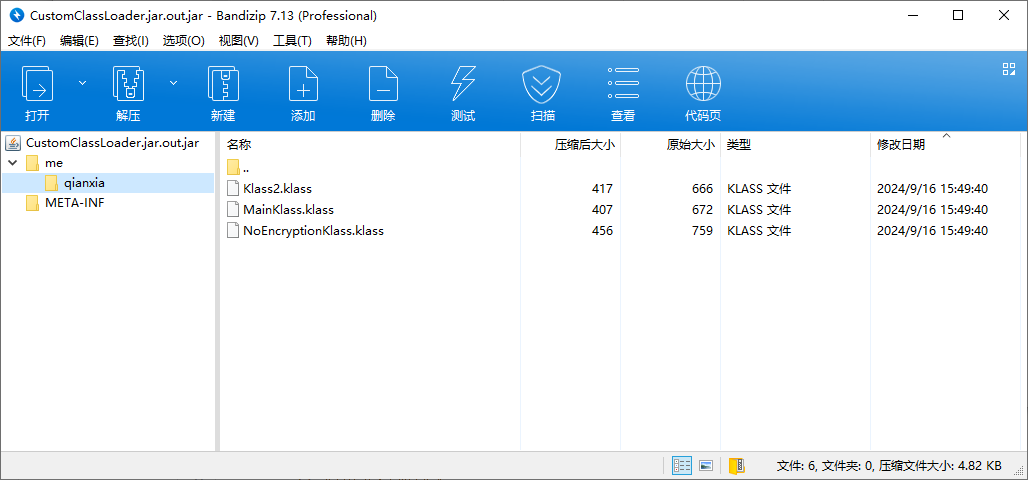 CustomClassLoader.jar.out.jar - Bandizip 7.13 (Professional)
文件(F) 编辑(E) 查找(I) 选项(O) 视图(V) 工具(T) 帮助(H)
打开 解压 新建 添加 删除 测试 扫描 查看 代码页
CustomClassLoader.jar.out.jar
me
qianxia
META-INF
名称 压缩后大小 原始大小 类型 修改日期
..
Klass2.klass 417 666 KLASS 文件 2024/9/16 15:49:40
MainKlass.klass 407 672 KLASS 文件 2024/9/16 15:49:40
NoEncryptionKlass.klass 456 759 KLASS 文件 2024/9/16 15:49:40
文件: 6, 文件夹: 0, 压缩文件大小: 4.82 KB